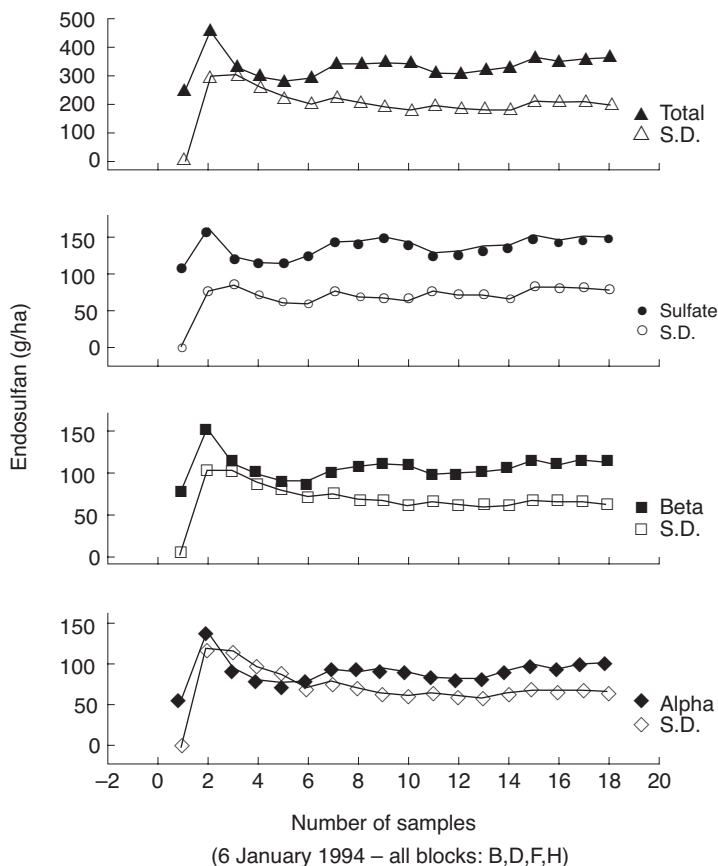 500
400
300
200
100
0
Total
S.D.
150
100
50
0
Sulfate
S.D.
Endosulfan (g/ha)
150
100
50
0
Beta
S.D.
150
100
50
0
Alpha
S.D.
–2 0 2 4 6 8 10 12 14 16 18 20
Number of samples
(6 January 1994 – all blocks: B,D,F,H)